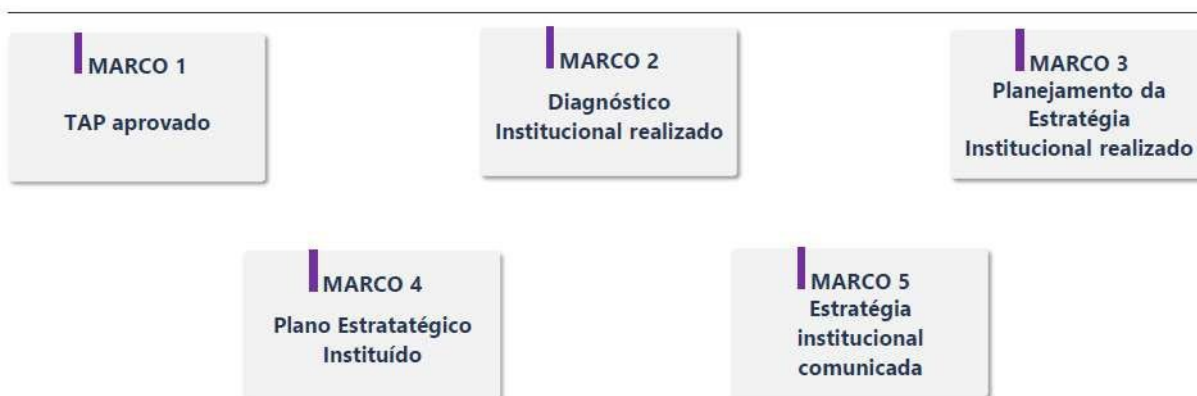 MARCO 1
TAP aprovado
MARCO 2
Diagnóstico
Institucional realizado
MARCO 3
Planejamento da
Estratégia
Institucional realizado
MARCO 4
Plano Estratatégico
Instituído
MARCO 5
Estratégia
institucional
comunicada